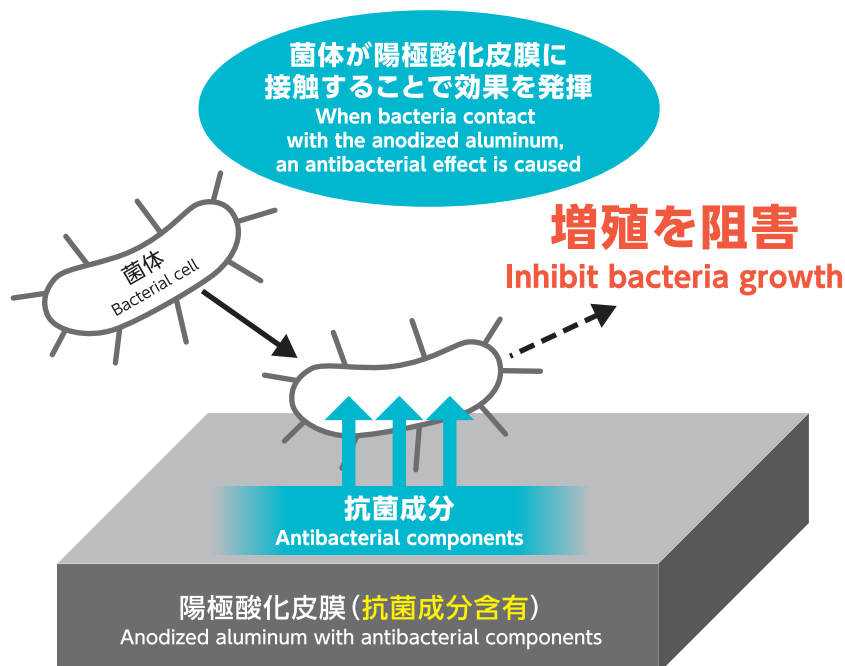 菌体が陽極酸化皮膜に
接触することで効果を発揮
When bacteria contact
with the anodized aluminum,
an antibacterial effect is caused
増殖を阻害
Inhibit bacteria growth
菌体
Bacterial cell
抗菌成分
Antibacterial components
陽極酸化皮膜(抗菌成分含有)
Anodized aluminum with antibacterial components